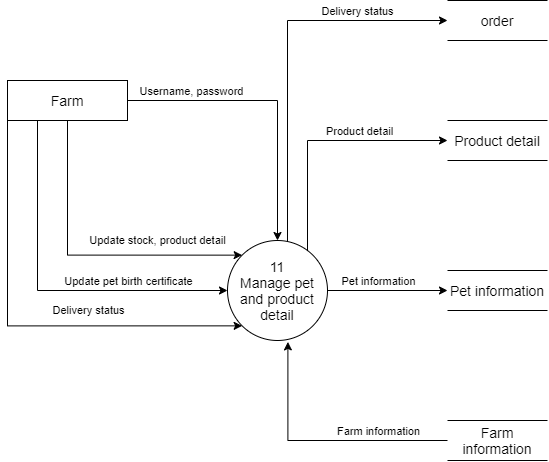 Delivery status
order
Farm
Username, password
Product detail
Product detail
Update stock, product detail
11
Manage pet
and product
detail
Update pet birth certificate
Pet information
Pet information
Delivery status
Farm information
Farm
information